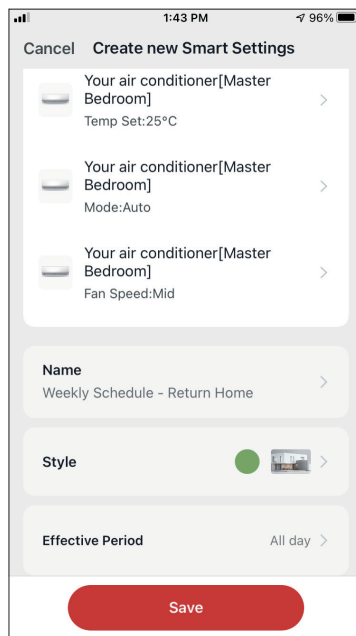 1:43 PM
96%
Cancel Create new Smart Settings
Your air conditioner[Master
Bedroom]
Temp Set:25°C
Your air conditioner[Master
Bedroom]
Mode:Auto
Your air conditioner[Master
Bedroom]
Fan Speed:Mid
Name
Weekly Schedule - Return Home
Style
Effective Period All day
Save